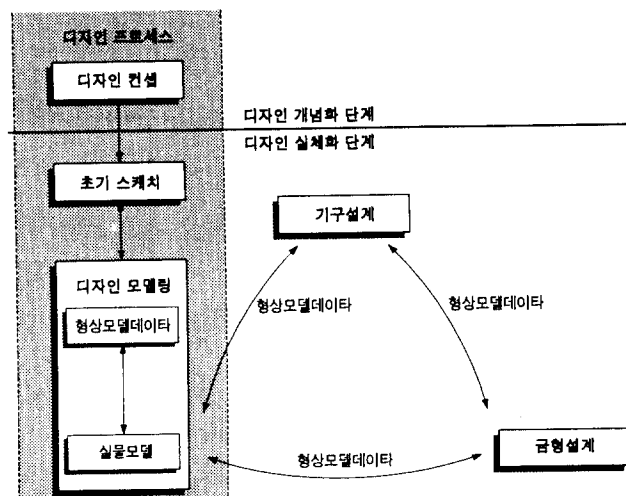 디자인 프로세스
디자인 컨셉
디자인 개념화 단계
디자인 실체화 단계
초기 스캐치
기구설계
디자인 모델링
형상모델데이타
형상모델데이타
형상모델데이타
실물모델
형상모델데이타
금형설계